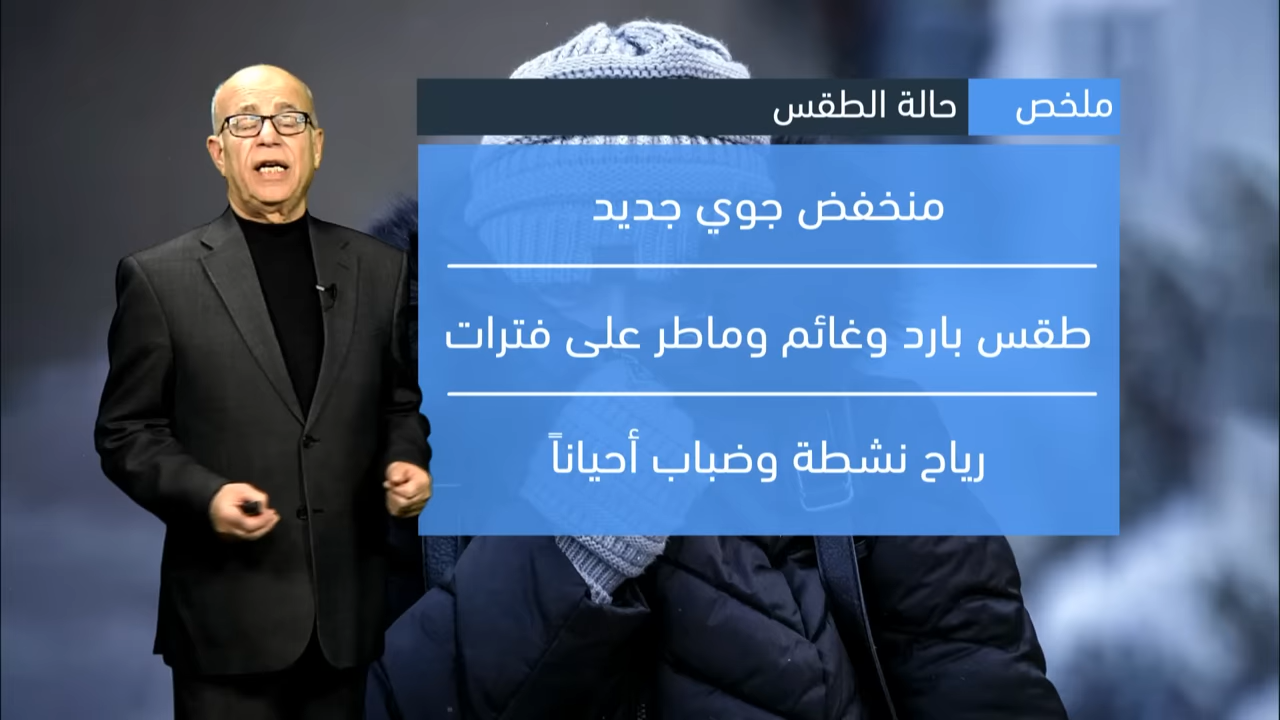 ملخص حالة الطقس
منخفض جوي جديد
طقس بارد وغائم وماطر على فترات
رياح نشطة وضباب أحياناً